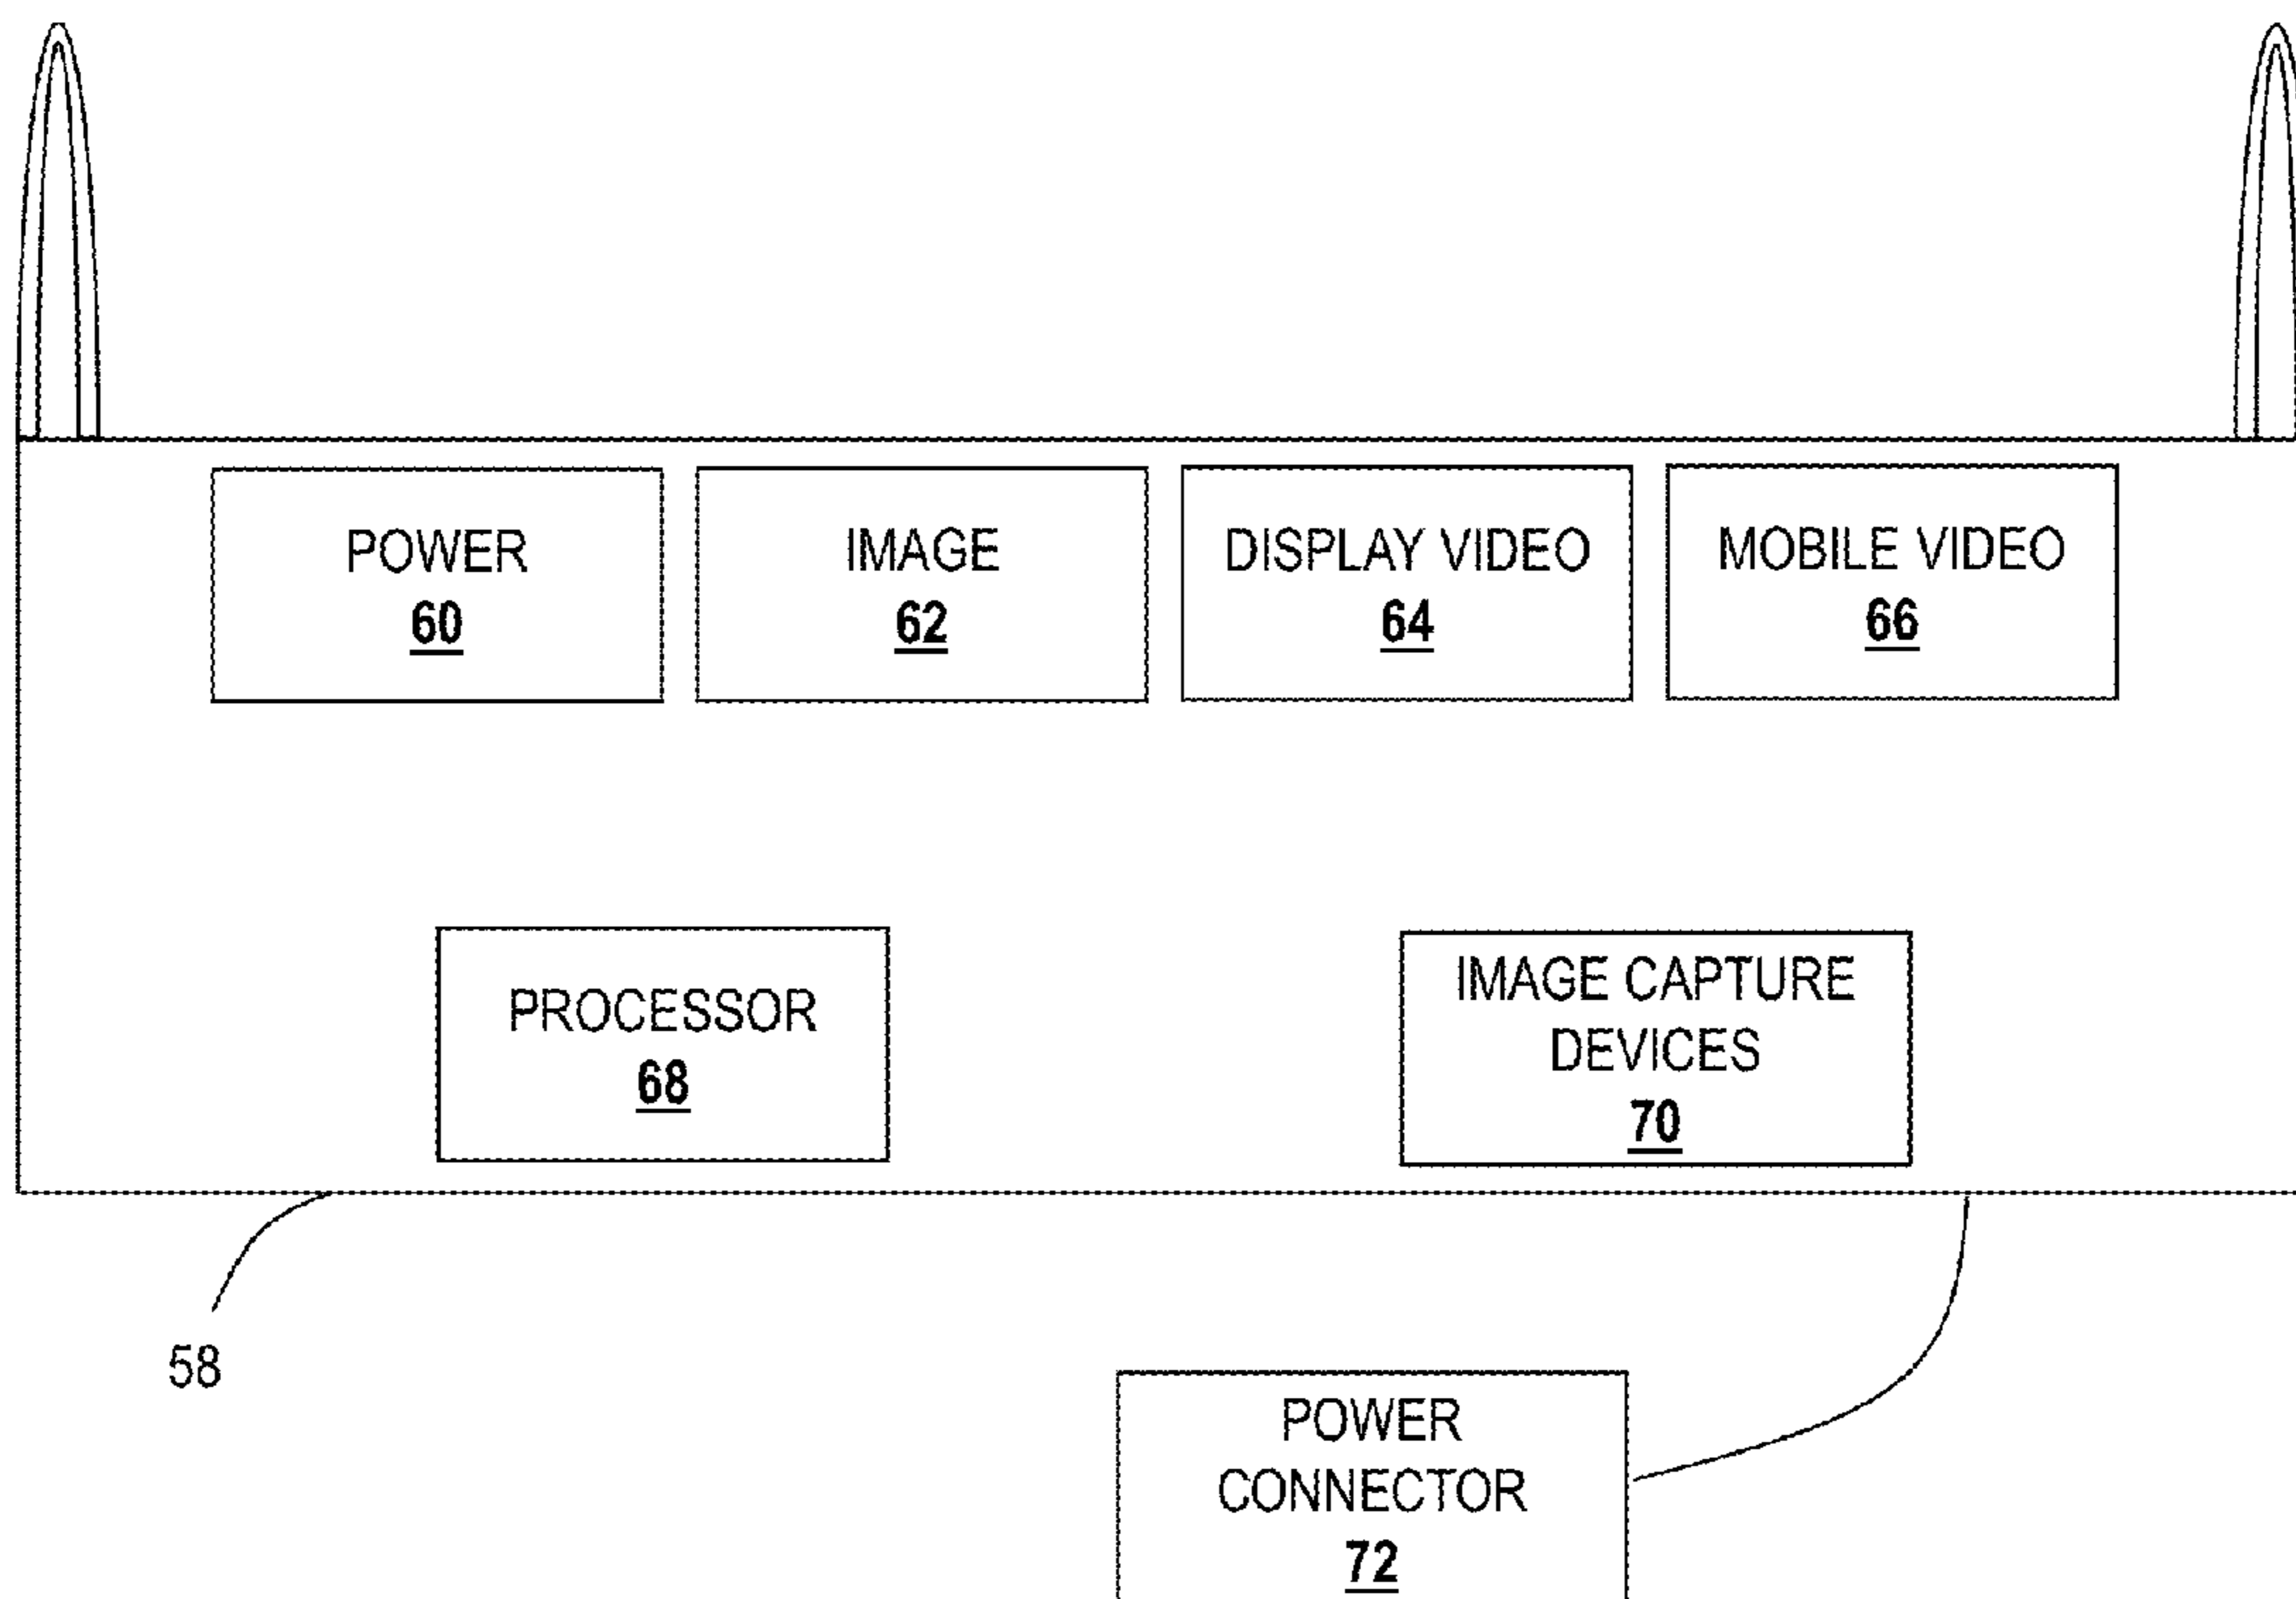 POWER
60
IMAGE
62
DISPLAY VIDEO
64
MOBILE VIDEO
66
PROCESSOR
68
IMAGE CAPTURE
DEVICES
70
58
POWER
CONNECTOR
72